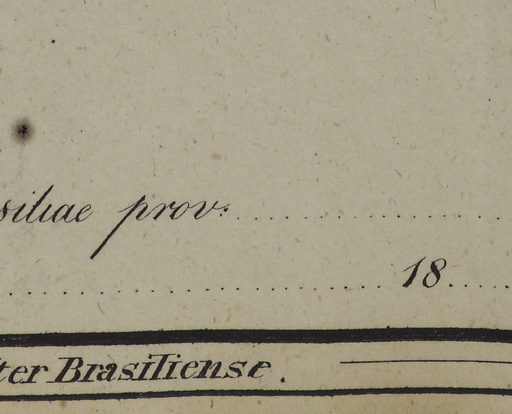 siliae prov:
18
ter Brasiliense.